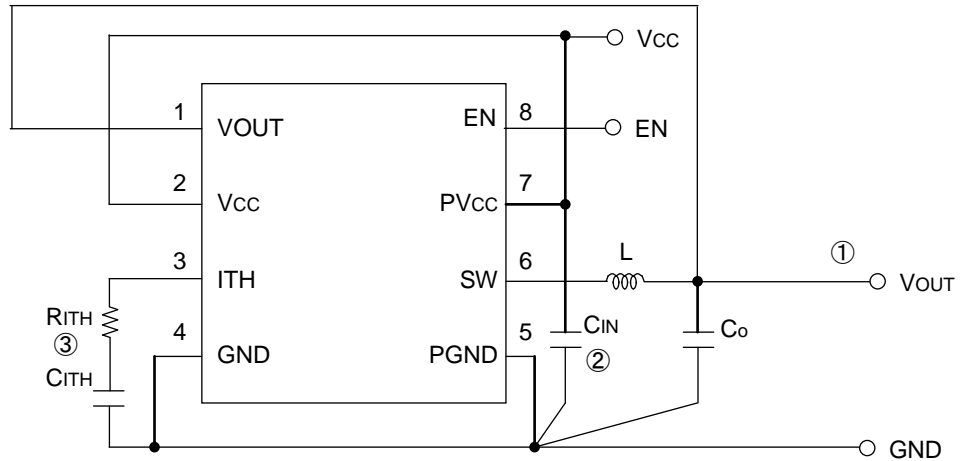 VCC
1
VOUT
EN
8
EN
2
VCC
PVCC
7
3
ITH
SW
6
L
①
VOUT
RITH
③
CITH
4
GND
PGND
5
CIN
②
Co
GND